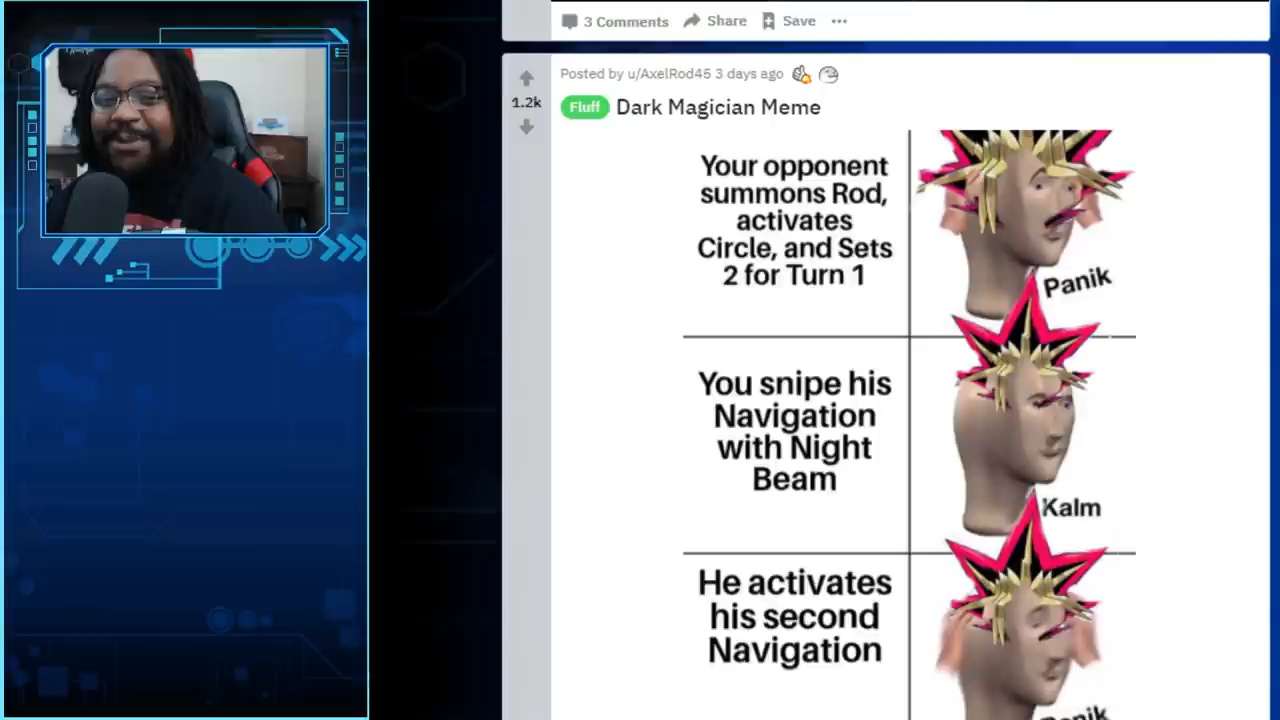 3 Comments Share Save
Posted by u/AxelRod45 3 days ago
1.2k
Fluff Dark Magician Meme
Your opponent
summons Rod,
activates
Circle, and Sets
2 for Turn 1
Panik
You snipe his
Navigation
with Night
Beam
Kalm
He activates
his second
Navigation
Panik